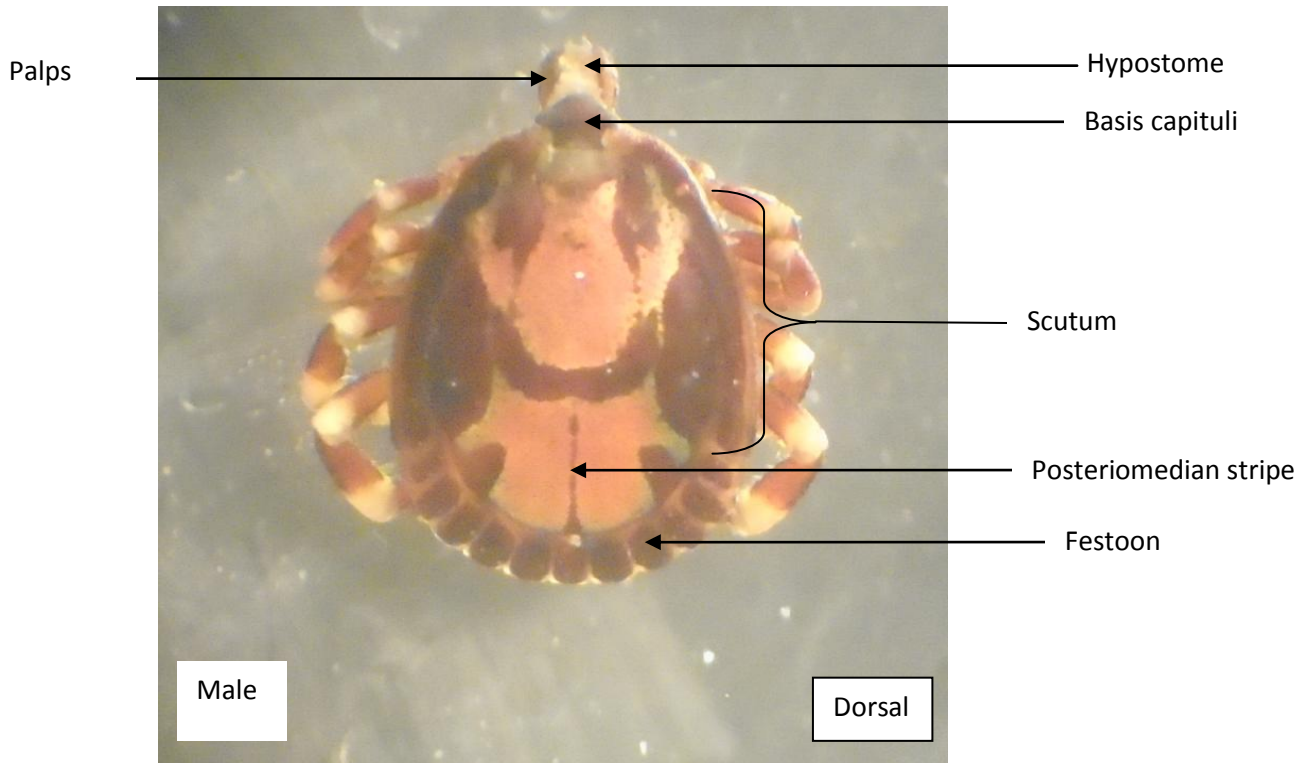 Palps
Hypostome
Basis capituli
Scutum
Posteriomedian stripe
Festoon
Male
Dorsal